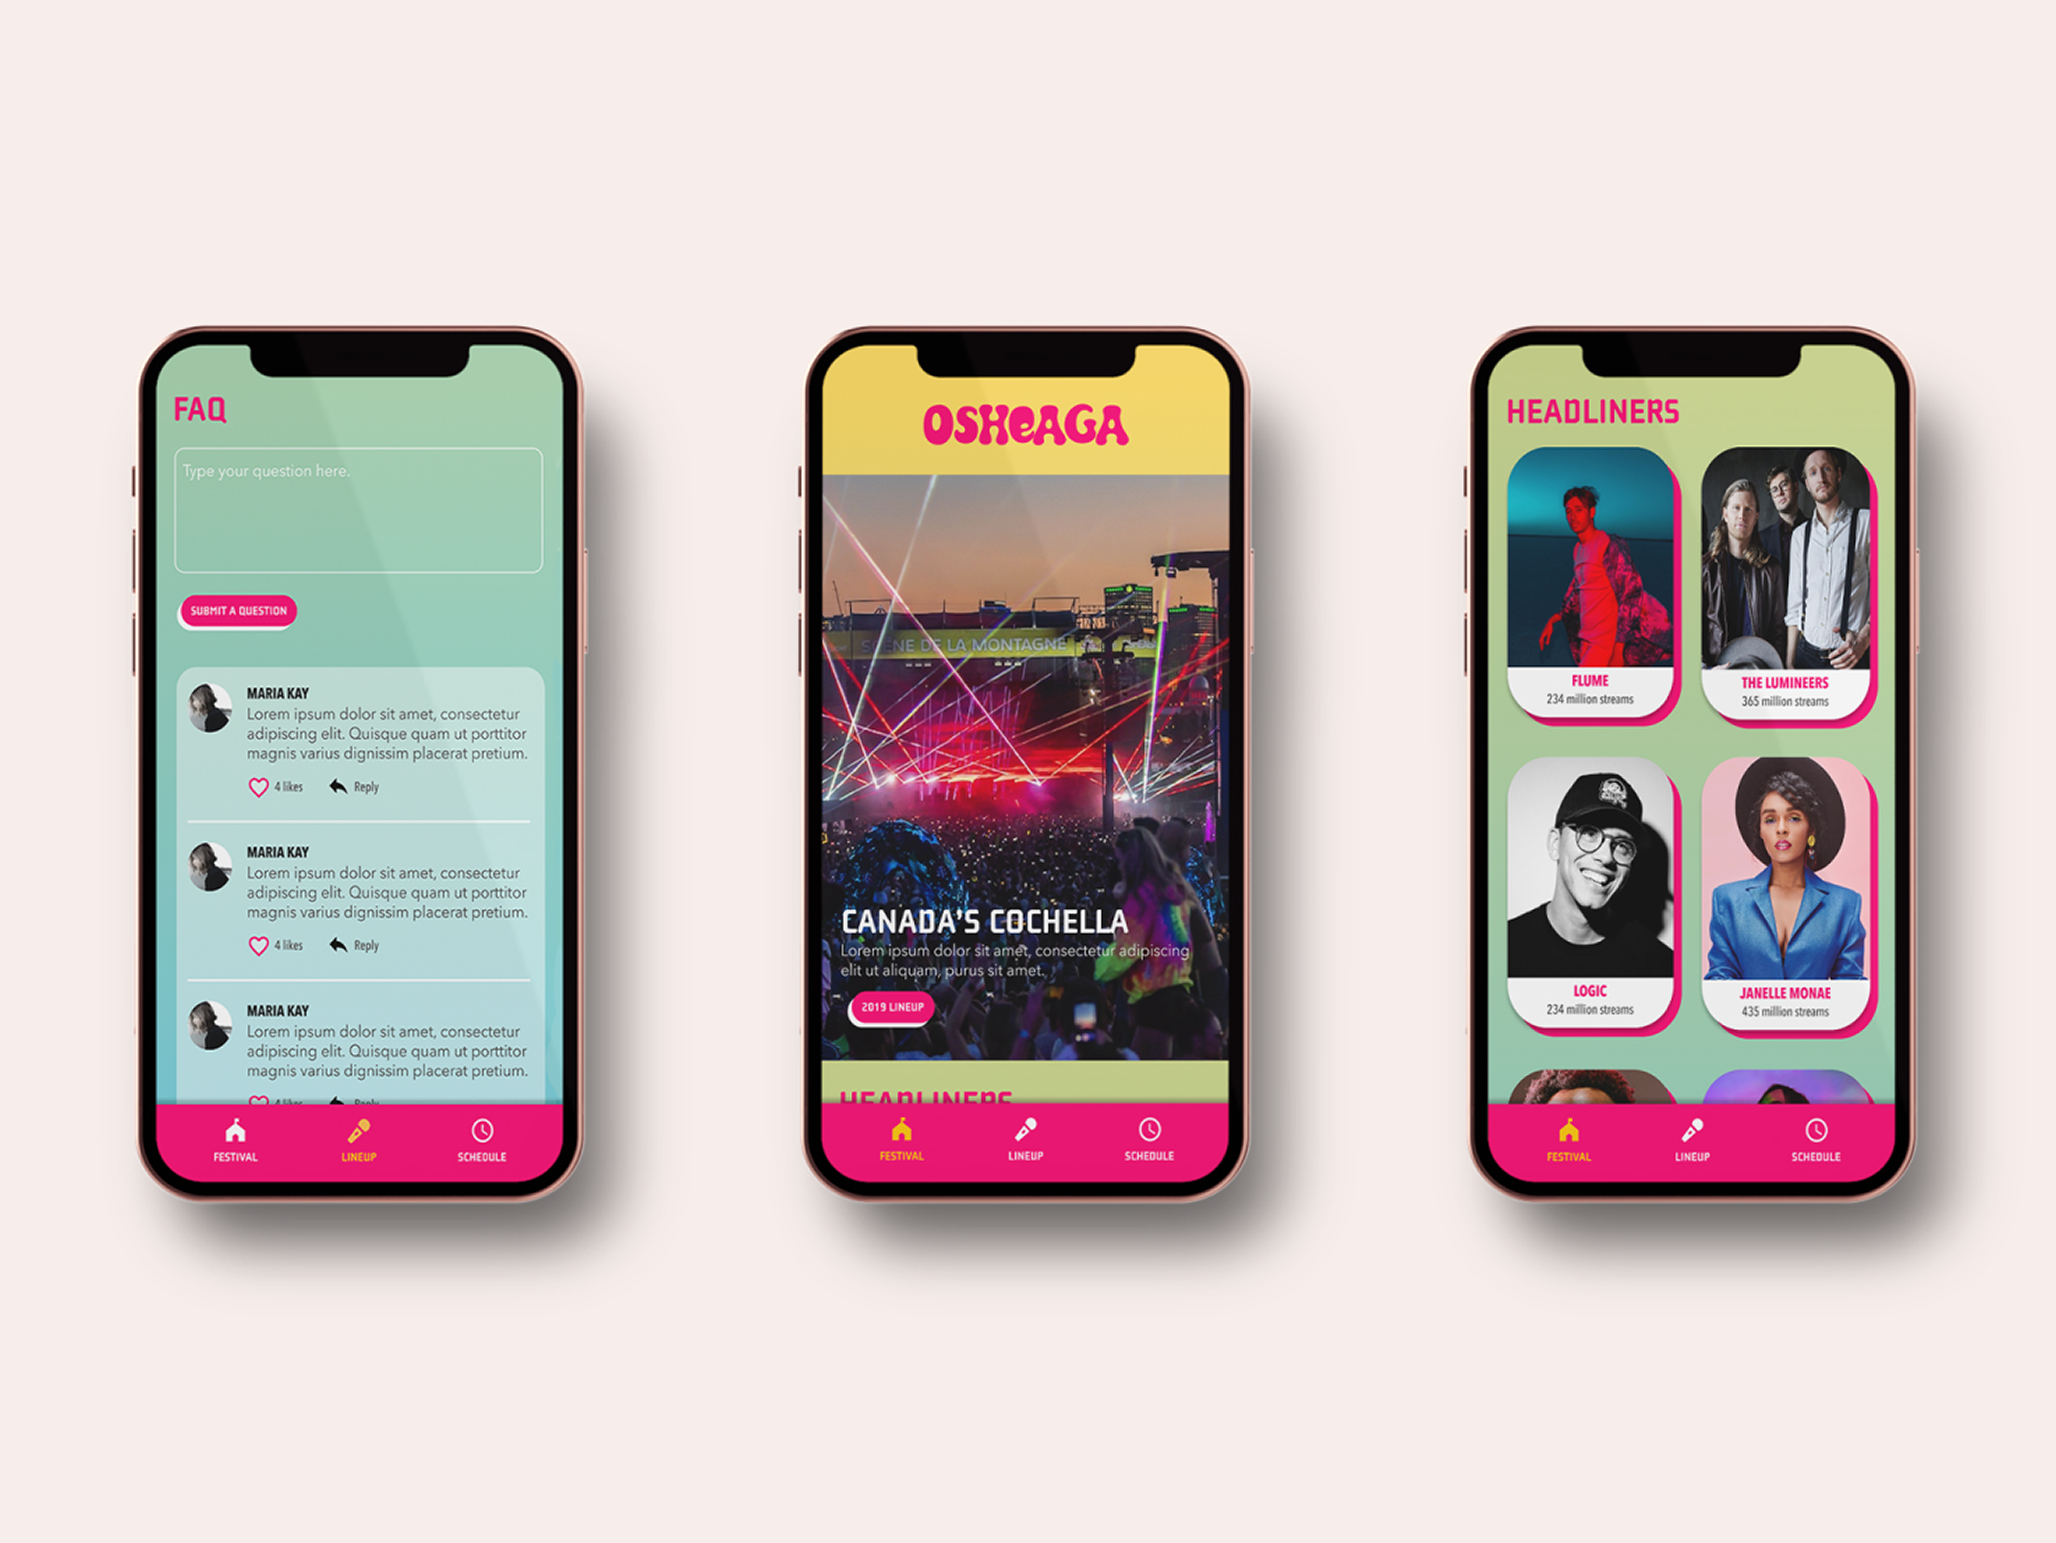 FAQ
Type your question here.
SUBMIT A QUESTION
MARIA KAY
Lorem ipsum dolor sit amet, consectetur
adipiscing elit. Quisque quam ut porttitor
magnis varius dignissim placerat pretium.
4 likes Reply
MARIA KAY
Lorem ipsum dolor sit amet, consectetur
adipiscing elit. Quisque quam ut porttitor
magnis varius dignissim placerat pretium.
4 likes Reply
MARIA KAY
Lorem ipsum dolor sit amet, consectetur
adipiscing elit. Quisque quam ut porttitor
magnis varius dignissim placerat pretium.
4 likes Reply
FESTIVAL LINEUP SCHEDULE
OSHeAGA
SCÈNE DE LA MONTAGNE
CANADA'S COCHELLA
Lorem ipsum dolor sit amet, consectetur adipiscing
elit ut aliquam, purus sit amet.
2019 LINEUP
HEADLINERS
FESTIVAL LINEUP SCHEDULE
HEADLINERS
FLUME
234 million streams
THE LUMINEERS
365 million streams
LOGIC
234 million streams
JANELLE MONAE
435 million streams
FESTIVAL LINEUP SCHEDULE